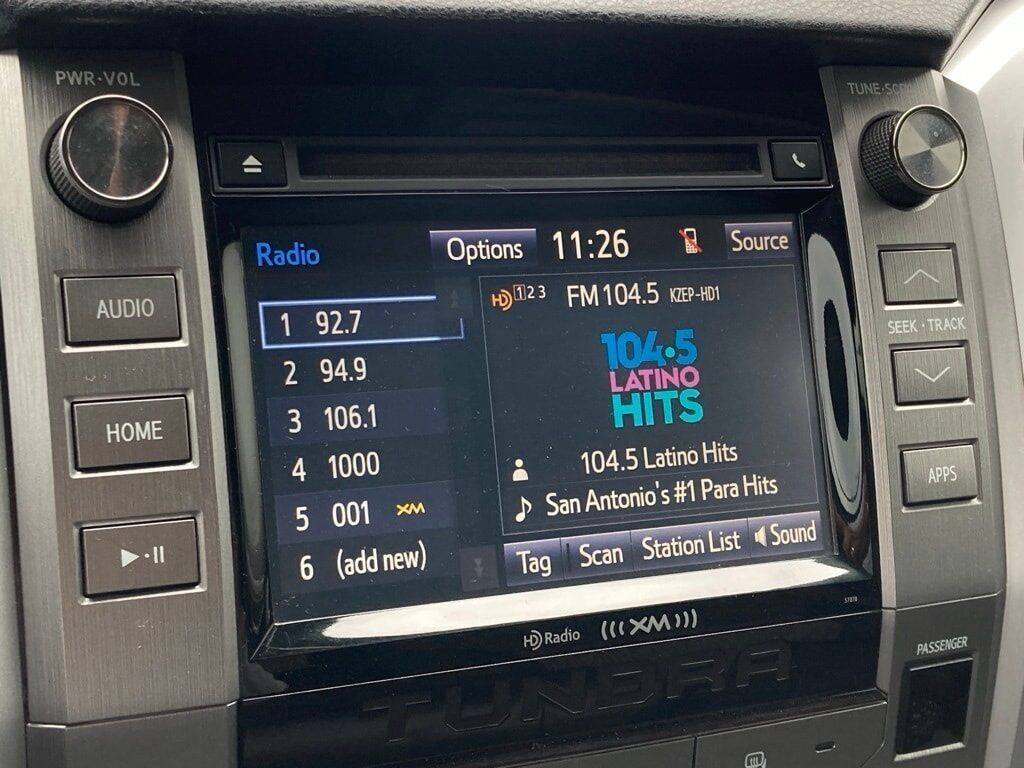 PWR·VOL
TUNE·SCROLL
Radio
Options
11:26
Source
AUDIO
1 92.7
HD 1 2 3
FM 104.5 KZEP-HD1
SEEK·TRACK
2 94.9
104.5
LATINO
HITS
3 106.1
HOME
4 1000
104.5 Latino Hits
APPS
5 001 XM
San Antonio's #1 Para Hits
6 (add new)
Tag
Scan
Station List
Sound
57070
HD Radio
(((XM)))
PASSENGER
TUNDRA